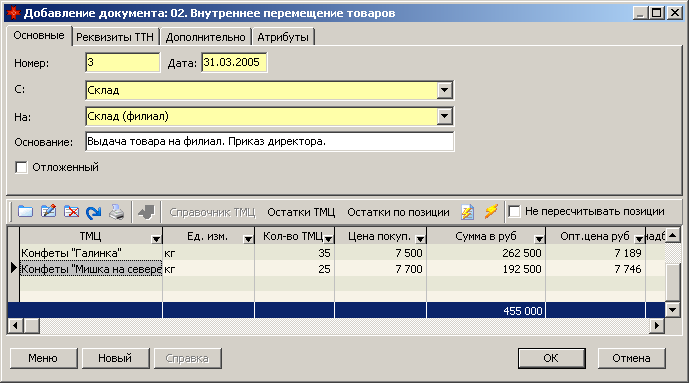 Добавление документа: 02. Внутреннее перемещение товаров
Основные Реквизиты ТТН Дополнительно Атрибуты
Номер: 3 Дата: 31.03.2005
С: Склад
На: Склад (филиал)
Основание: Выдача товара на филиал. Приказ директора.
Отложенный
Справочник ТМЦ Остатки ТМЦ Остатки по позиции Не пересчитывать позиции
ТМЦ Ед. изм. Кол-во ТМЦ Цена покуп. Сумма в руб Опт.цена руб надб
Конфеты "Галинка" кг 35 7 500 262 500 7 189
Конфеты "Мишка на севере кг 25 7 700 192 500 7 746
455 000
Меню Новый Справка ОК Отмена